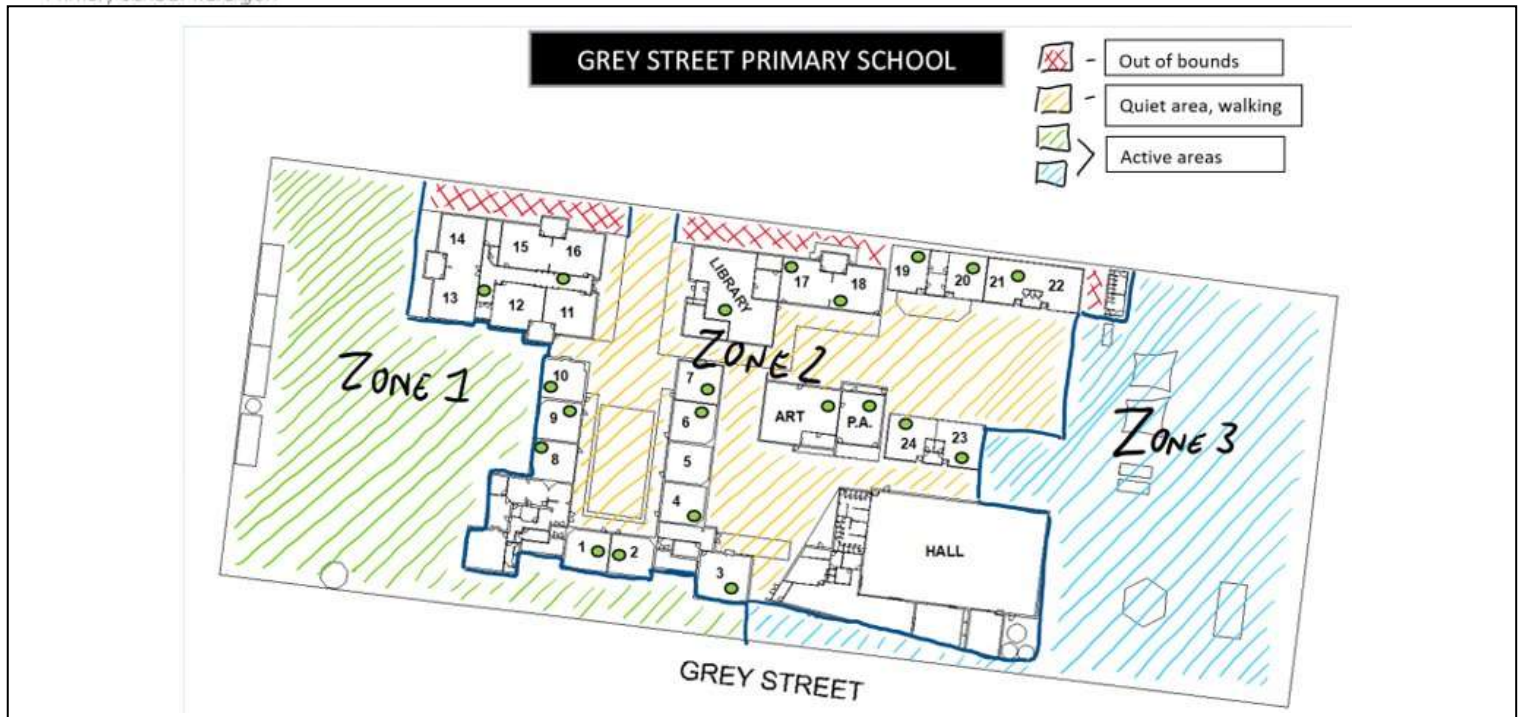 GREY STREET PRIMARY SCHOOL
- Out of bounds
- Quiet area, walking
Active areas
14
15
16
13
12
11
LIBRARY
17
18
19
20
21
22
ZONE 1
ZONE 2
ZONE 3
10
9
8
7
6
5
4
ART
P.A.
24
23
1
2
3
HALL
GREY STREET